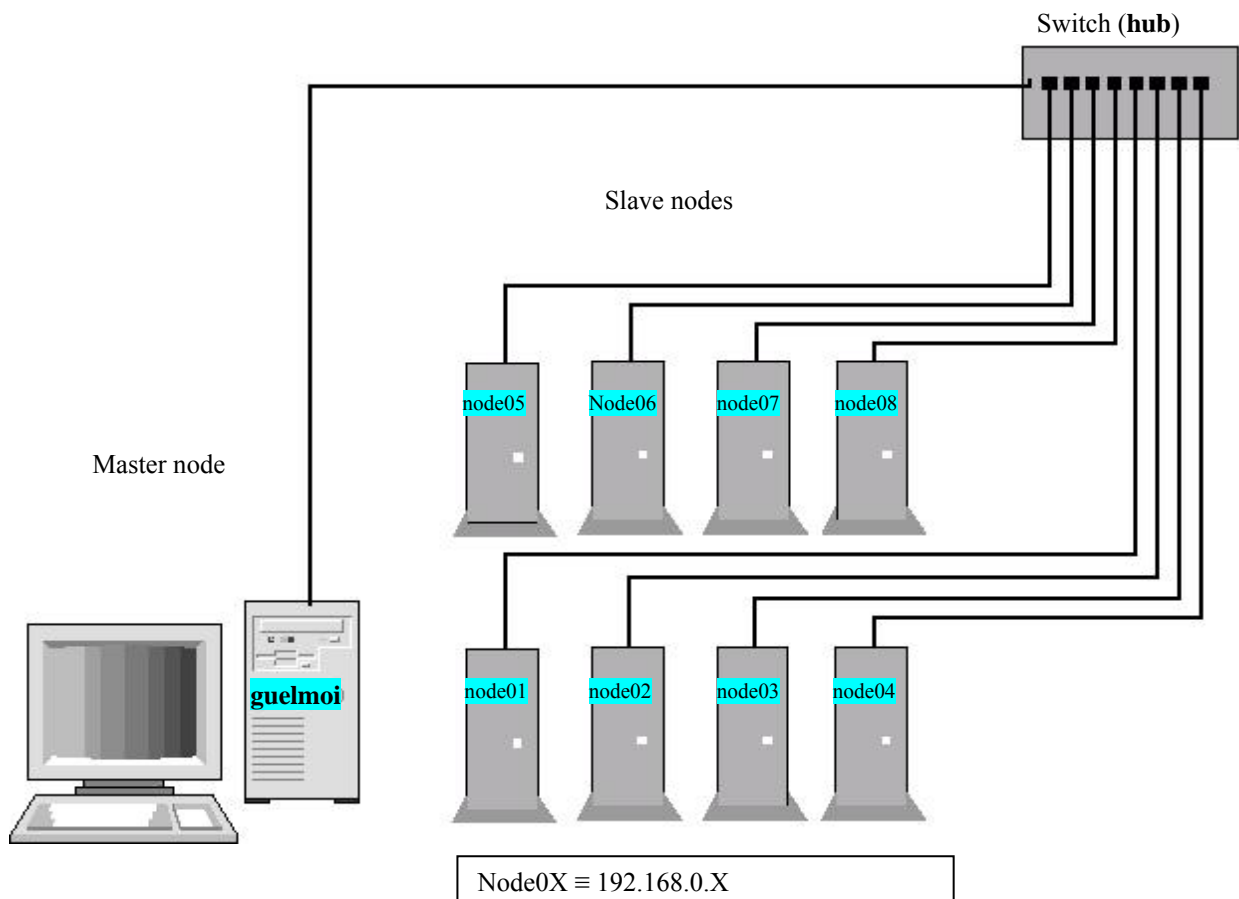 Switch (hub)
Slave nodes
node05
Node06
node07
node08
Master node
guelmoi
node01
node02
node03
node04
Node0X ≡ 192.168.0.X